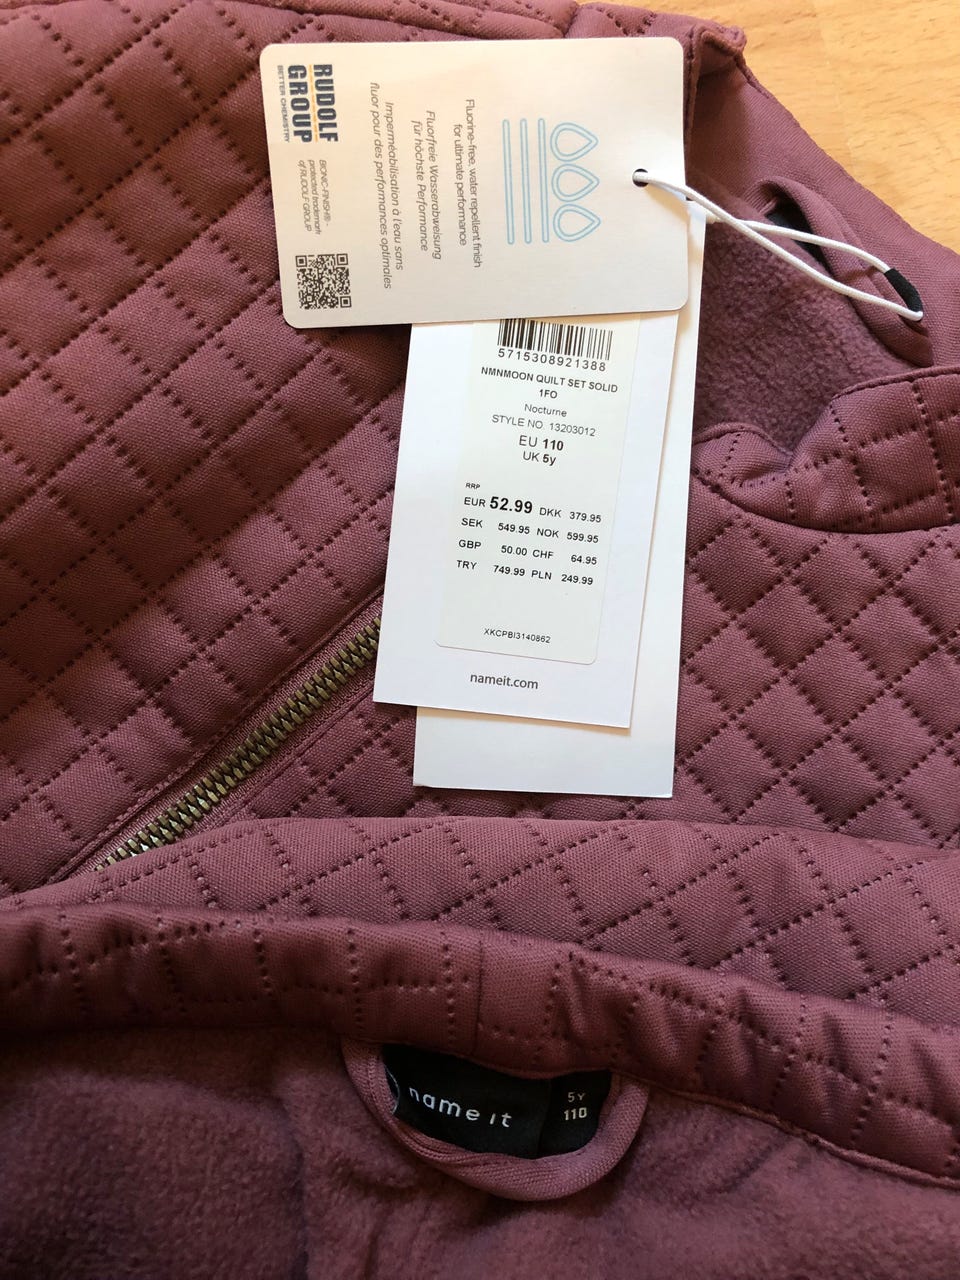 RUDOLF
GROUP
BETTER CHEMISTRY
BIONIC-FINISH® -
protected trademark
of RUDOLF GROUP
Fluorine-free, water repellent finish
for ultimate performance
Fluorfreie Wasserabweisung
für höchste Performance
Imperméabilisation à l'eau sans
fluor pour des performances optimales
5715308921388
NMNMOON QUILT SET SOLID
1FO
Nocturne
STYLE NO. 13203012
EU 110
UK 5y
RRP
EUR 52.99 DKK 379.95
SEK 549.95 NOK 599.95
GBP 50.00 CHF 64.95
TRY 749.99 PLN 249.99
XKCPBI3140862
nameit.com
name it
5Y
110